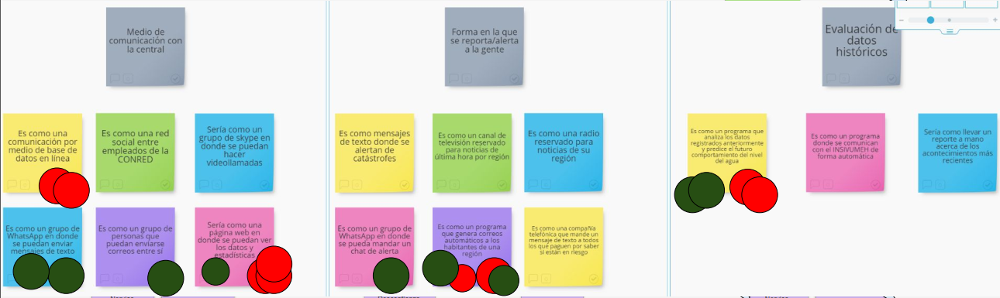 Medio de
comunicación con
la central
Forma en la que
se reporta/alerta
a la gente
Evaluación de
datos
históricos
Es como una
comunicación por
medio de base de
datos en línea
Es como una red
social entre
empleados de la
CONRED
Sería como un
grupo de skype en
donde se puedan
hacer
videollamadas
Es como mensajes
de texto donde se
alertan de
catástrofes
Es como un canal de
televisión reservado
para noticias de
última hora por región
Es como una radio
reservado para
noticias de su
región
Es como un programa que
analiza los datos
registrados anteriormente
y predice el futuro
comportamiento del nivel
del agua
Es como un programa
donde se comunican
con el INSIVUMEH de
forma automática
Sería como llevar un
reporte a mano
acerca de los
acontecimientos más
recientes
Es como un grupo de
WhatsApp en donde
se puedan enviar
mensajes de texto
Es como un grupo de
personas que
puedan enviarse
correos entre sí
Sería como una
página web en
donde se puedan ver
los datos y
estadísticas
Es como un grupo de
WhatsApp en donde
se pueda mandar un
chat de alerta
Es como un programa
que genera correos
automáticos a los
habitantes de una
región
Es como una compañía
telefónica que mande un
mensaje de texto a todos
los que paguen por saber
si están en riesgo